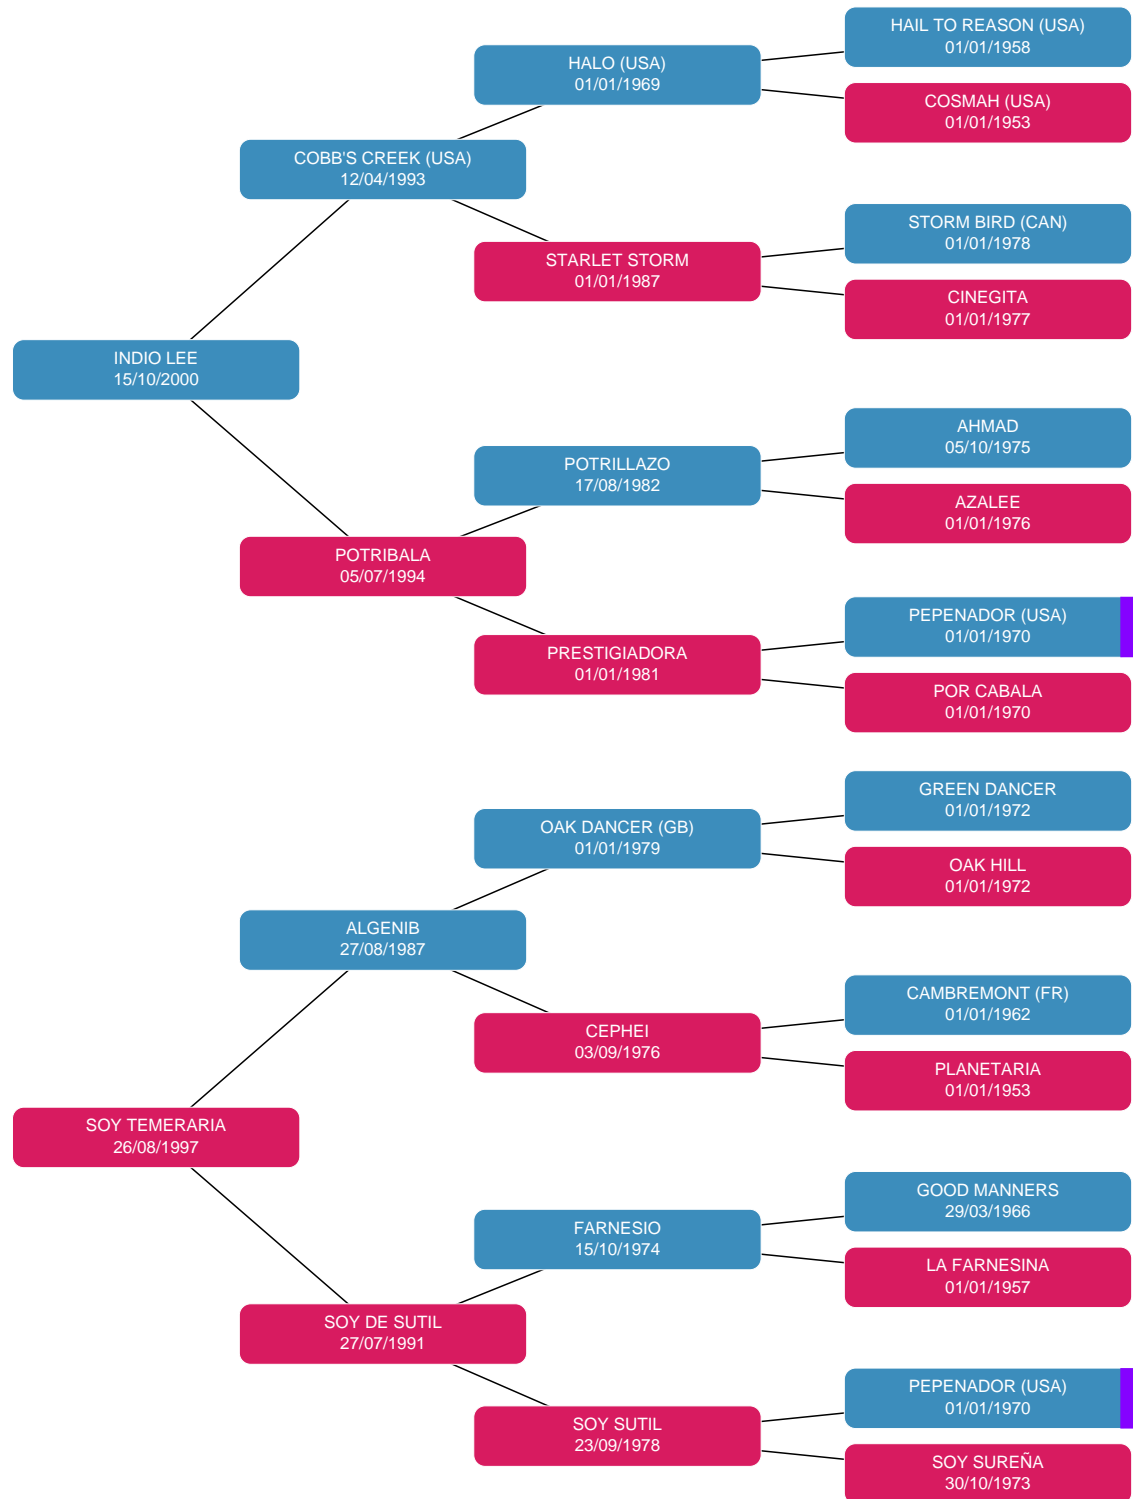 HAIL TO REASON (USA)
01/01/1958
HALO (USA)
01/01/1969
COSMAH (USA)
01/01/1953
COBB'S CREEK (USA)
12/04/1993
STORM BIRD (CAN)
01/01/1978
STARLET STORM
01/01/1987
CINEGITA
01/01/1977
INDIO LEE
15/10/2000
AHMAD
05/10/1975
POTRILLAZO
17/08/1982
AZALEE
01/01/1976
POTRIBALA
05/07/1994
PEPENADOR (USA)
01/01/1970
PRESTIGIADORA
01/01/1981
POR CABALA
01/01/1970
GREEN DANCER
01/01/1972
OAK DANCER (GB)
01/01/1979
OAK HILL
01/01/1972
ALGENIB
27/08/1987
CAMBREMONT (FR)
01/01/1962
CEPHEI
03/09/1976
PLANETARIA
01/01/1953
SOY TEMERARIA
26/08/1997
GOOD MANNERS
29/03/1966
FARNESIO
15/10/1974
LA FARNESINA
01/01/1957
SOY DE SUTIL
27/07/1991
PEPENADOR (USA)
01/01/1970
SOY SUTIL
23/09/1978
SOY SUREÑA
30/10/1973